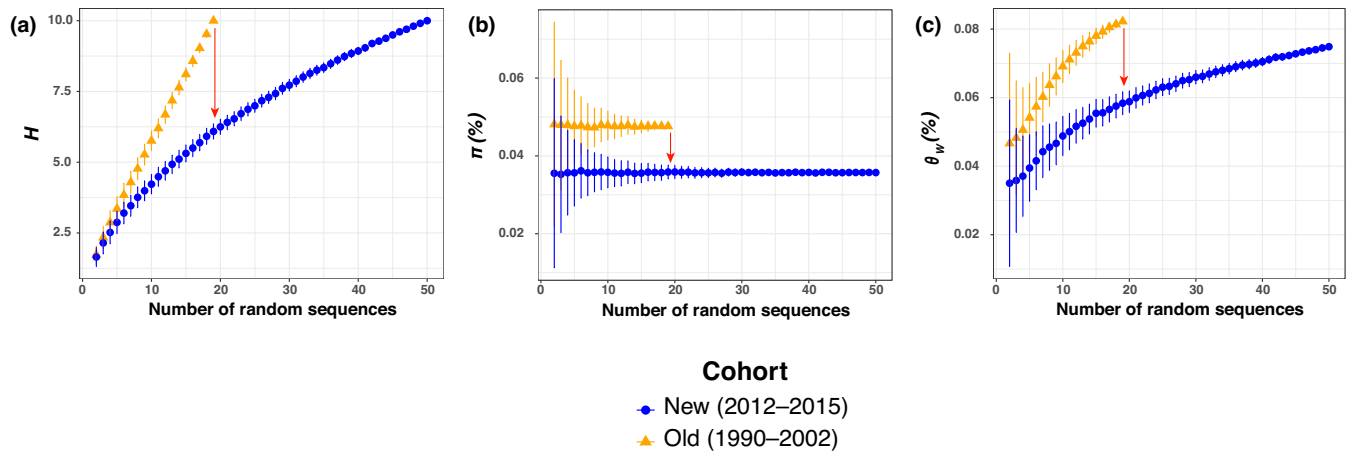 (a)
H
10.0
7.5
5.0
2.5
0 10 20 30 40 50
Number of random sequences
(b)
π (%)
0.06
0.04
0.02
0 10 20 30 40 50
Number of random sequences
(c)
θw(%)
0.08
0.06
0.04
0.02
0 10 20 30 40 50
Number of random sequences
Cohort
New (2012–2015)
Old (1990–2002)